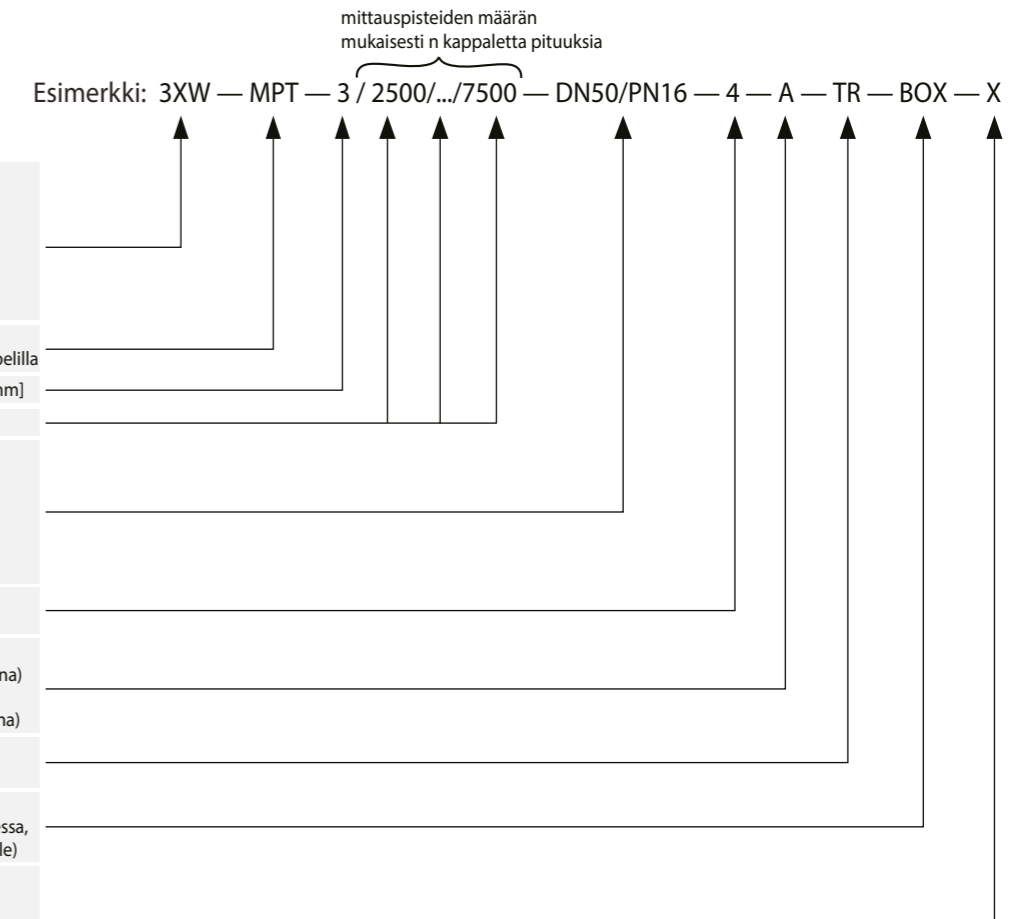 mittauspisteiden määrän
mukaisesti n kappaletta pituuksia
Esimerkki: 3XW — MPT — 3 / 2500/.../7500 — DN50/PN16 — 4 — A — TR — BOX — X
pelilla
mm]
na)
na)
ssa,
le)